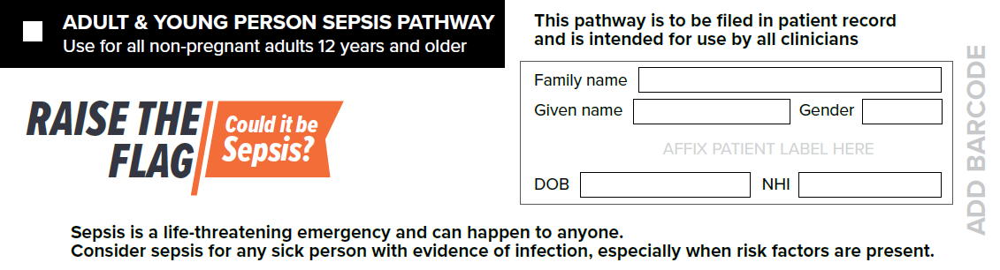 ADULT & YOUNG PERSON SEPSIS PATHWAY
Use for all non-pregnant adults 12 years and older
This pathway is to be filed in patient record
and is intended for use by all clinicians
RAISE THE
FLAG
Could it be
Sepsis?
Family name
Given name Gender
AFFIX PATIENT LABEL HERE
DOB NHI
ADD BARCODE
Sepsis is a life-threatening emergency and can happen to anyone.
Consider sepsis for any sick person with evidence of infection, especially when risk factors are present.